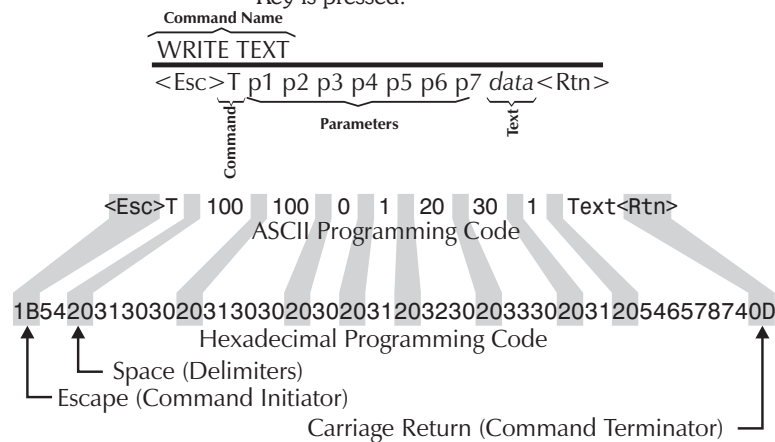 Key is pressed.
Command Name
WRITE TEXT
<Esc>T p1 p2 p3 p4 p5 p6 p7 data<Rtn>
Command
Parameters
Text
<Esc>T 100 100 0 1 20 30 1 Text<Rtn>
ASCII Programming Code
1B54203130302031303020302031203230203330203120546578740D
Hexadecimal Programming Code
Space (Delimiters)
Escape (Command Initiator)
Carriage Return (Command Terminator)